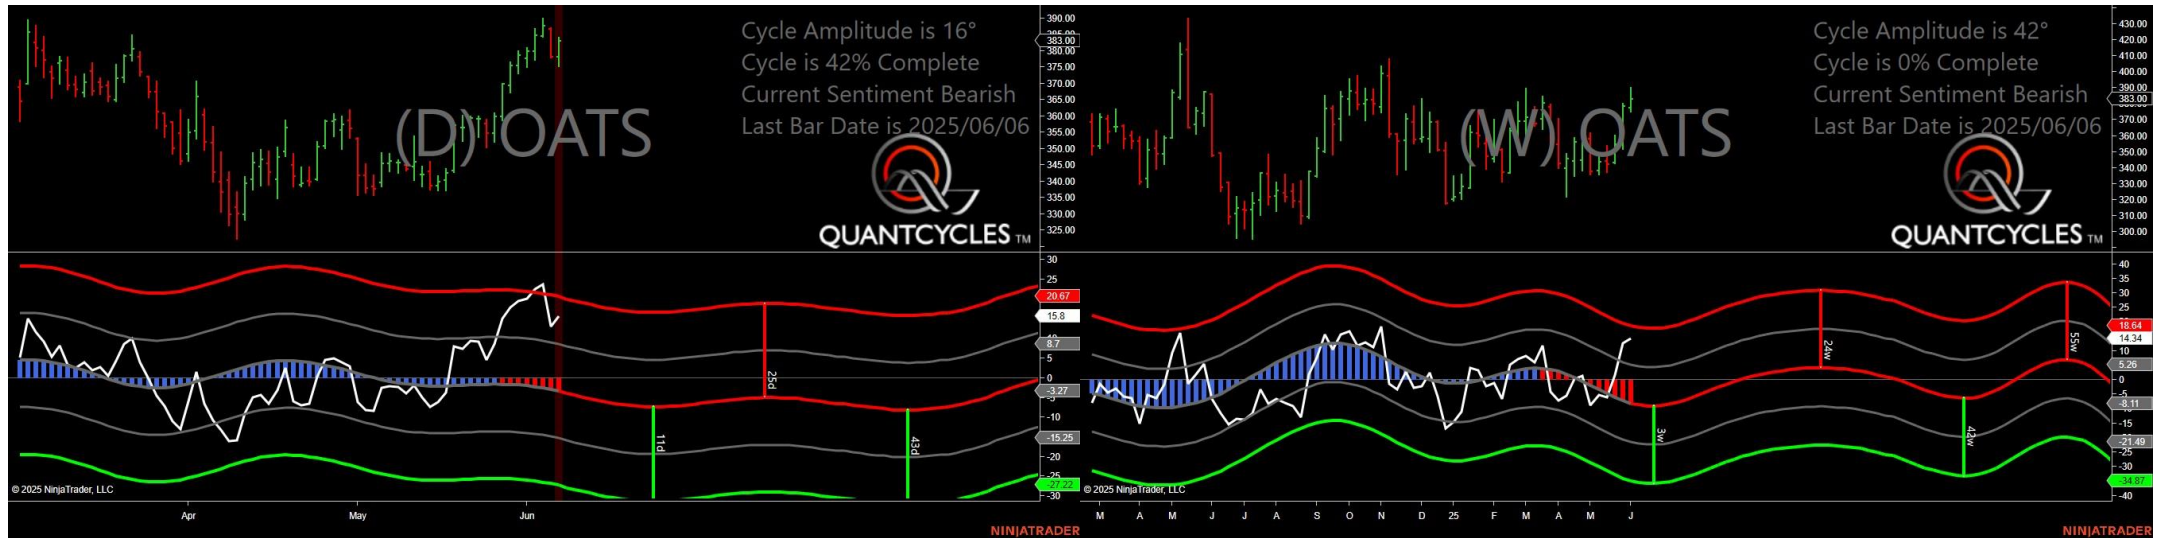 Cycle Amplitude is 16°
Cycle is 42% Complete
Current Sentiment Bearish
Last Bar Date is 2025/06/06
(D) OATS
QUANTCYCLES TM
390.00
383.00
380.00
375.00
370.00
365.00
360.00
355.00
350.00
345.00
340.00
335.00
330.00
325.00
30
25
20.67
15.8
8.7
5
0
-3.27
-10
-15.25
-20
-27.22
-30
11d
25d
43d
© 2025 NinjaTrader, LLC
Apr
May
Jun
NINJATRADER
Cycle Amplitude is 42°
Cycle is 0% Complete
Current Sentiment Bearish
Last Bar Date is 2025/06/06
(W) OATS
QUANTCYCLES TM
430.00
420.00
410.00
400.00
390.00
383.00
370.00
360.00
350.00
340.00
330.00
320.00
310.00
300.00
40
35
30
25
18.64
14.34
10
5.26
0
-5
-8.11
-15
-21.49
-25
-30
-34.87
-40
3w
24w
42w
55w
© 2025 NinjaTrader, LLC
M A M J J A S O N D 25 F M A M J
NINJATRADER